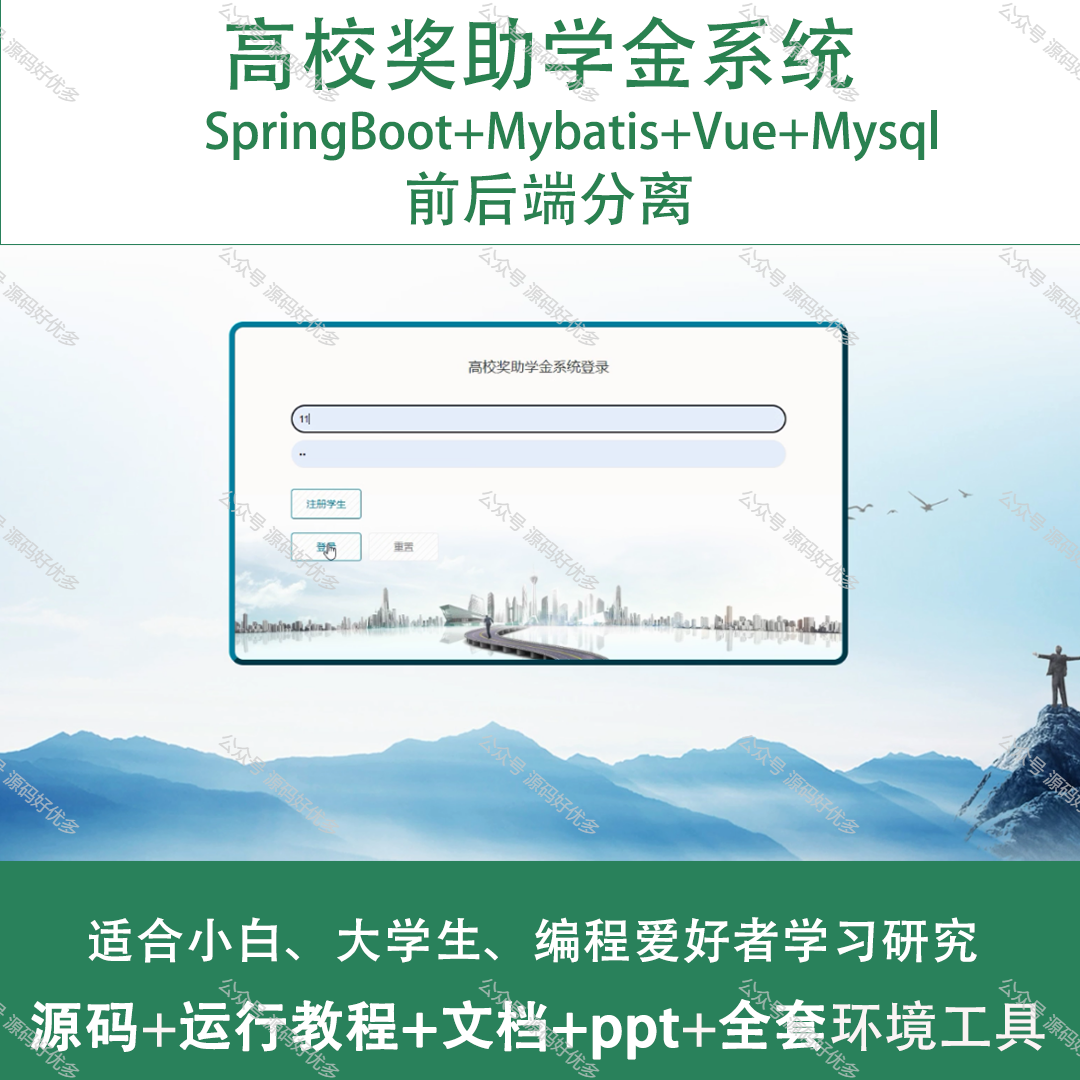 高校奖助学金系统
SpringBoot+Mybatis+Vue+Mysql
前后端分离
高校奖助学金系统登录
11
注册学生
登录
重置
适合小白、大学生、编程爱好者学习研究
源码+运行教程+文档+ppt+全套环境工具
公众号 源码好优多